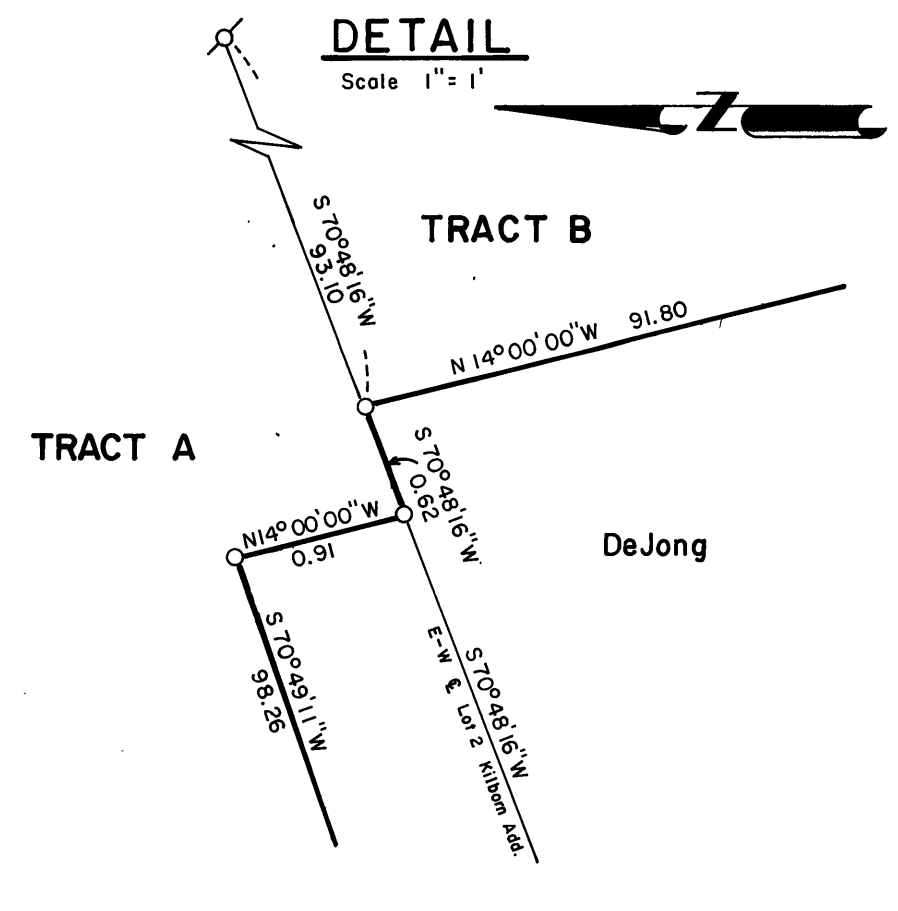 DETAIL
Scale 1" = 1'
N
TRACT B
S 70°48'16"W
93.10
N 14°00'00"W 91.80
TRACT A
S 70°48'16"W
0.62
N14°00'00"W
0.91
DeJong
S 70°49'11"W
98.26
S 70°48'16"W
E-W ℄ Lot 2 Kilborn Add.